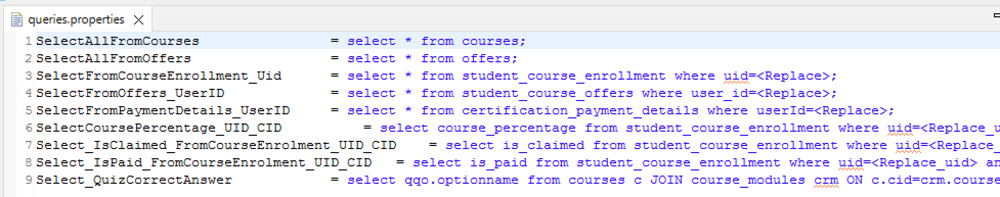 queries.properties
1 SelectAllFromCourses = select * from courses;
2 SelectAllFromOffers = select * from offers;
3 SelectFromCourseEnrollment_Uid = select * from student_course_enrollment where uid=<Replace>;
4 SelectFromOffers_UserID = select * from student_course_offers where user_id=<Replace>;
5 SelectFromPaymentDetails_UserID = select * from certification_payment_details where userId=<Replace>;
6 SelectCoursePercentage_UID_CID = select course_percentage from student_course_enrollment where uid=<Replace_u
7 Select_IsClaimed_FromCourseEnrolment_UID_CID = select is_claimed from student_course_enrollment where uid=<Replace_
8 Select_IsPaid_FromCourseEnrolment_UID_CID = select is_paid from student_course_enrollment where uid=<Replace_uid> an
9 Select_QuizCorrectAnswer = select qqo.optionname from courses c JOIN course_modules crm ON c.cid=crm.course